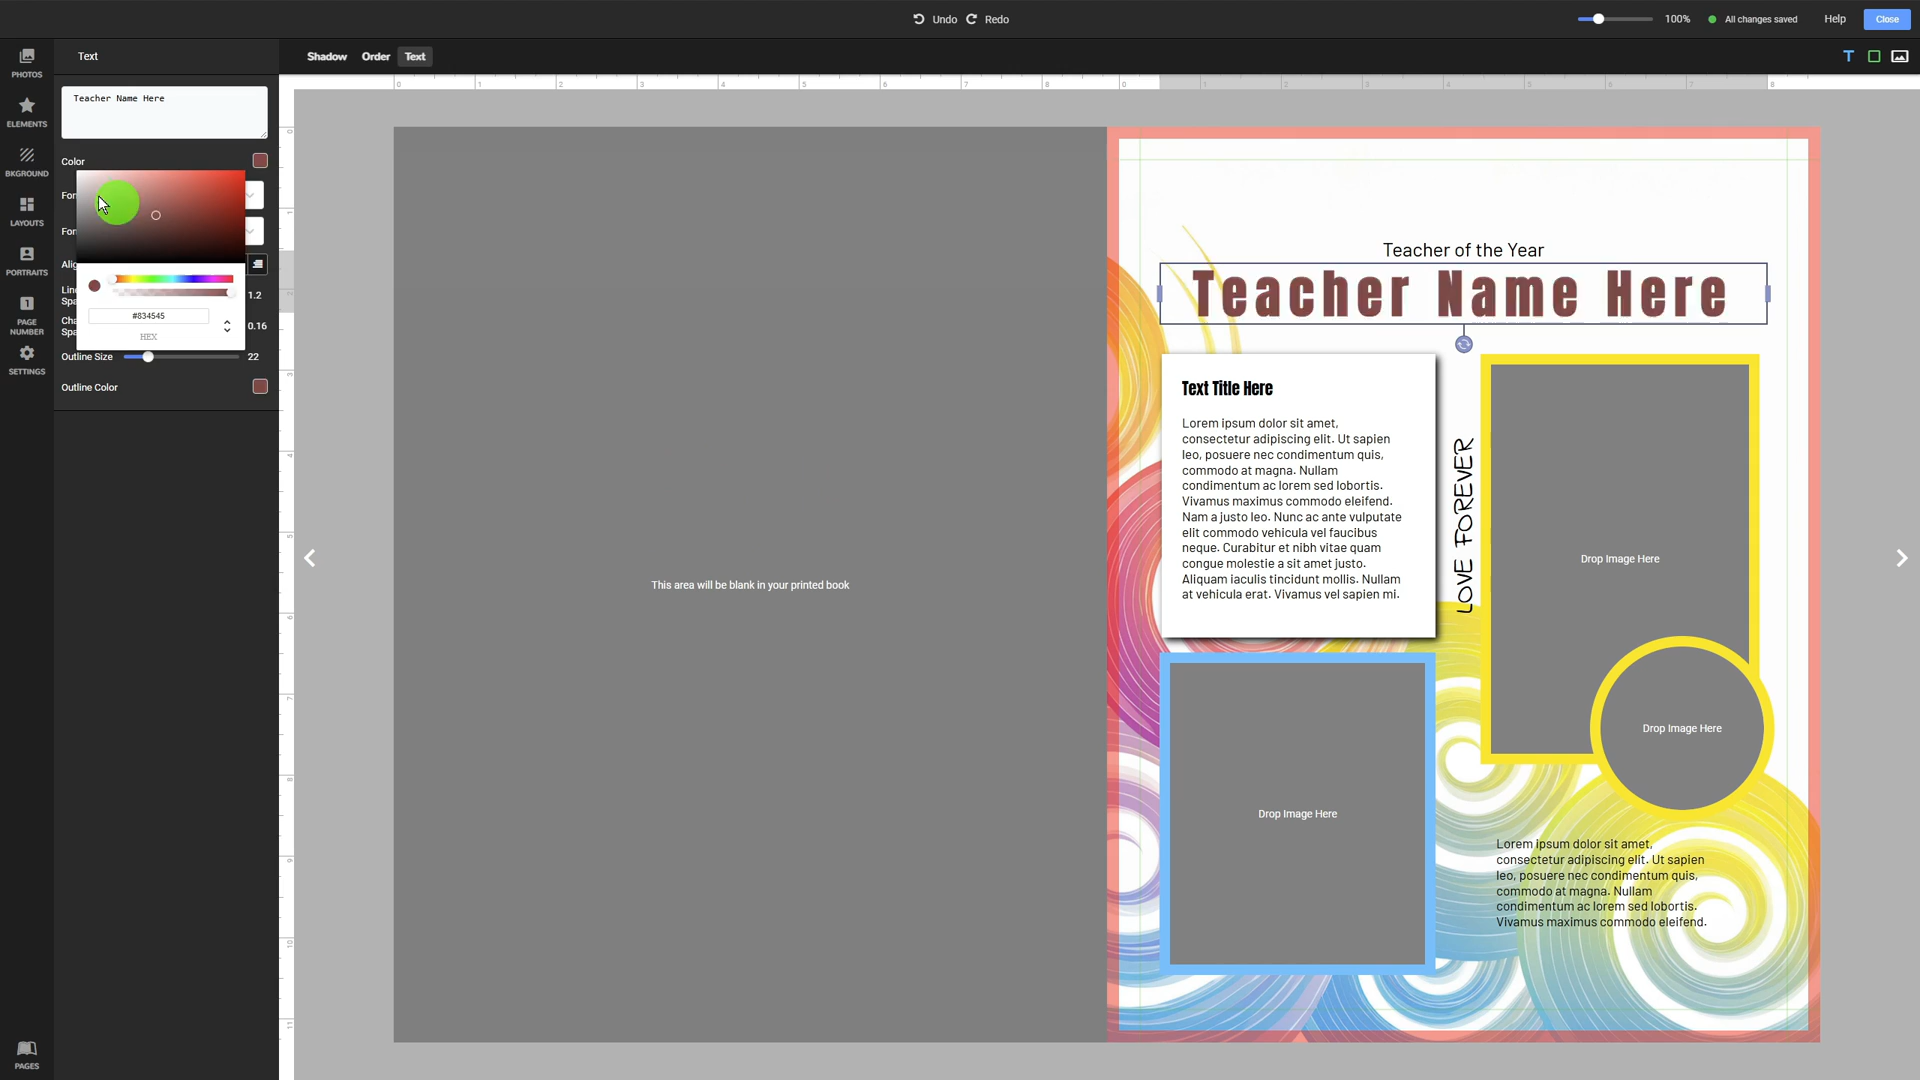 Undo
Redo
100%
All changes saved
Help
Close
PHOTOS
ELEMENTS
BKGROUND
LAYOUTS
PORTRAITS
PAGE
NUMBER
SETTINGS
PAGES
Text
Shadow
Order
Text
Teacher Name Here
Color
#834545
HEX
1.2
0.16
Outline Size
22
Outline Color
This area will be blank in your printed book
Teacher of the Year
Teacher Name Here
Text Title Here
Lorem ipsum dolor sit amet,
consectetur adipiscing elit. Ut sapien
leo, posuere nec condimentum quis,
commodo at magna. Nullam
condimentum ac lorem sed lobortis.
Vivamus maximus commodo eleifend.
Nam a justo leo. Nunc ac ante vulputate
elit commodo vehicula vel faucibus
neque. Curabitur et nibh vitae quam
congue molestie a sit amet justo.
Aliquam iaculis tincidunt mollis. Nullam
at vehicula erat. Vivamus vel sapien mi.
LOVE FOREVER
Drop Image Here
Drop Image Here
Drop Image Here
Lorem ipsum dolor sit amet,
consectetur adipiscing elit. Ut sapien
leo, posuere nec condimentum quis,
commodo at magna. Nullam
condimentum ac lorem sed lobortis.
Vivamus maximus commodo eleifend.